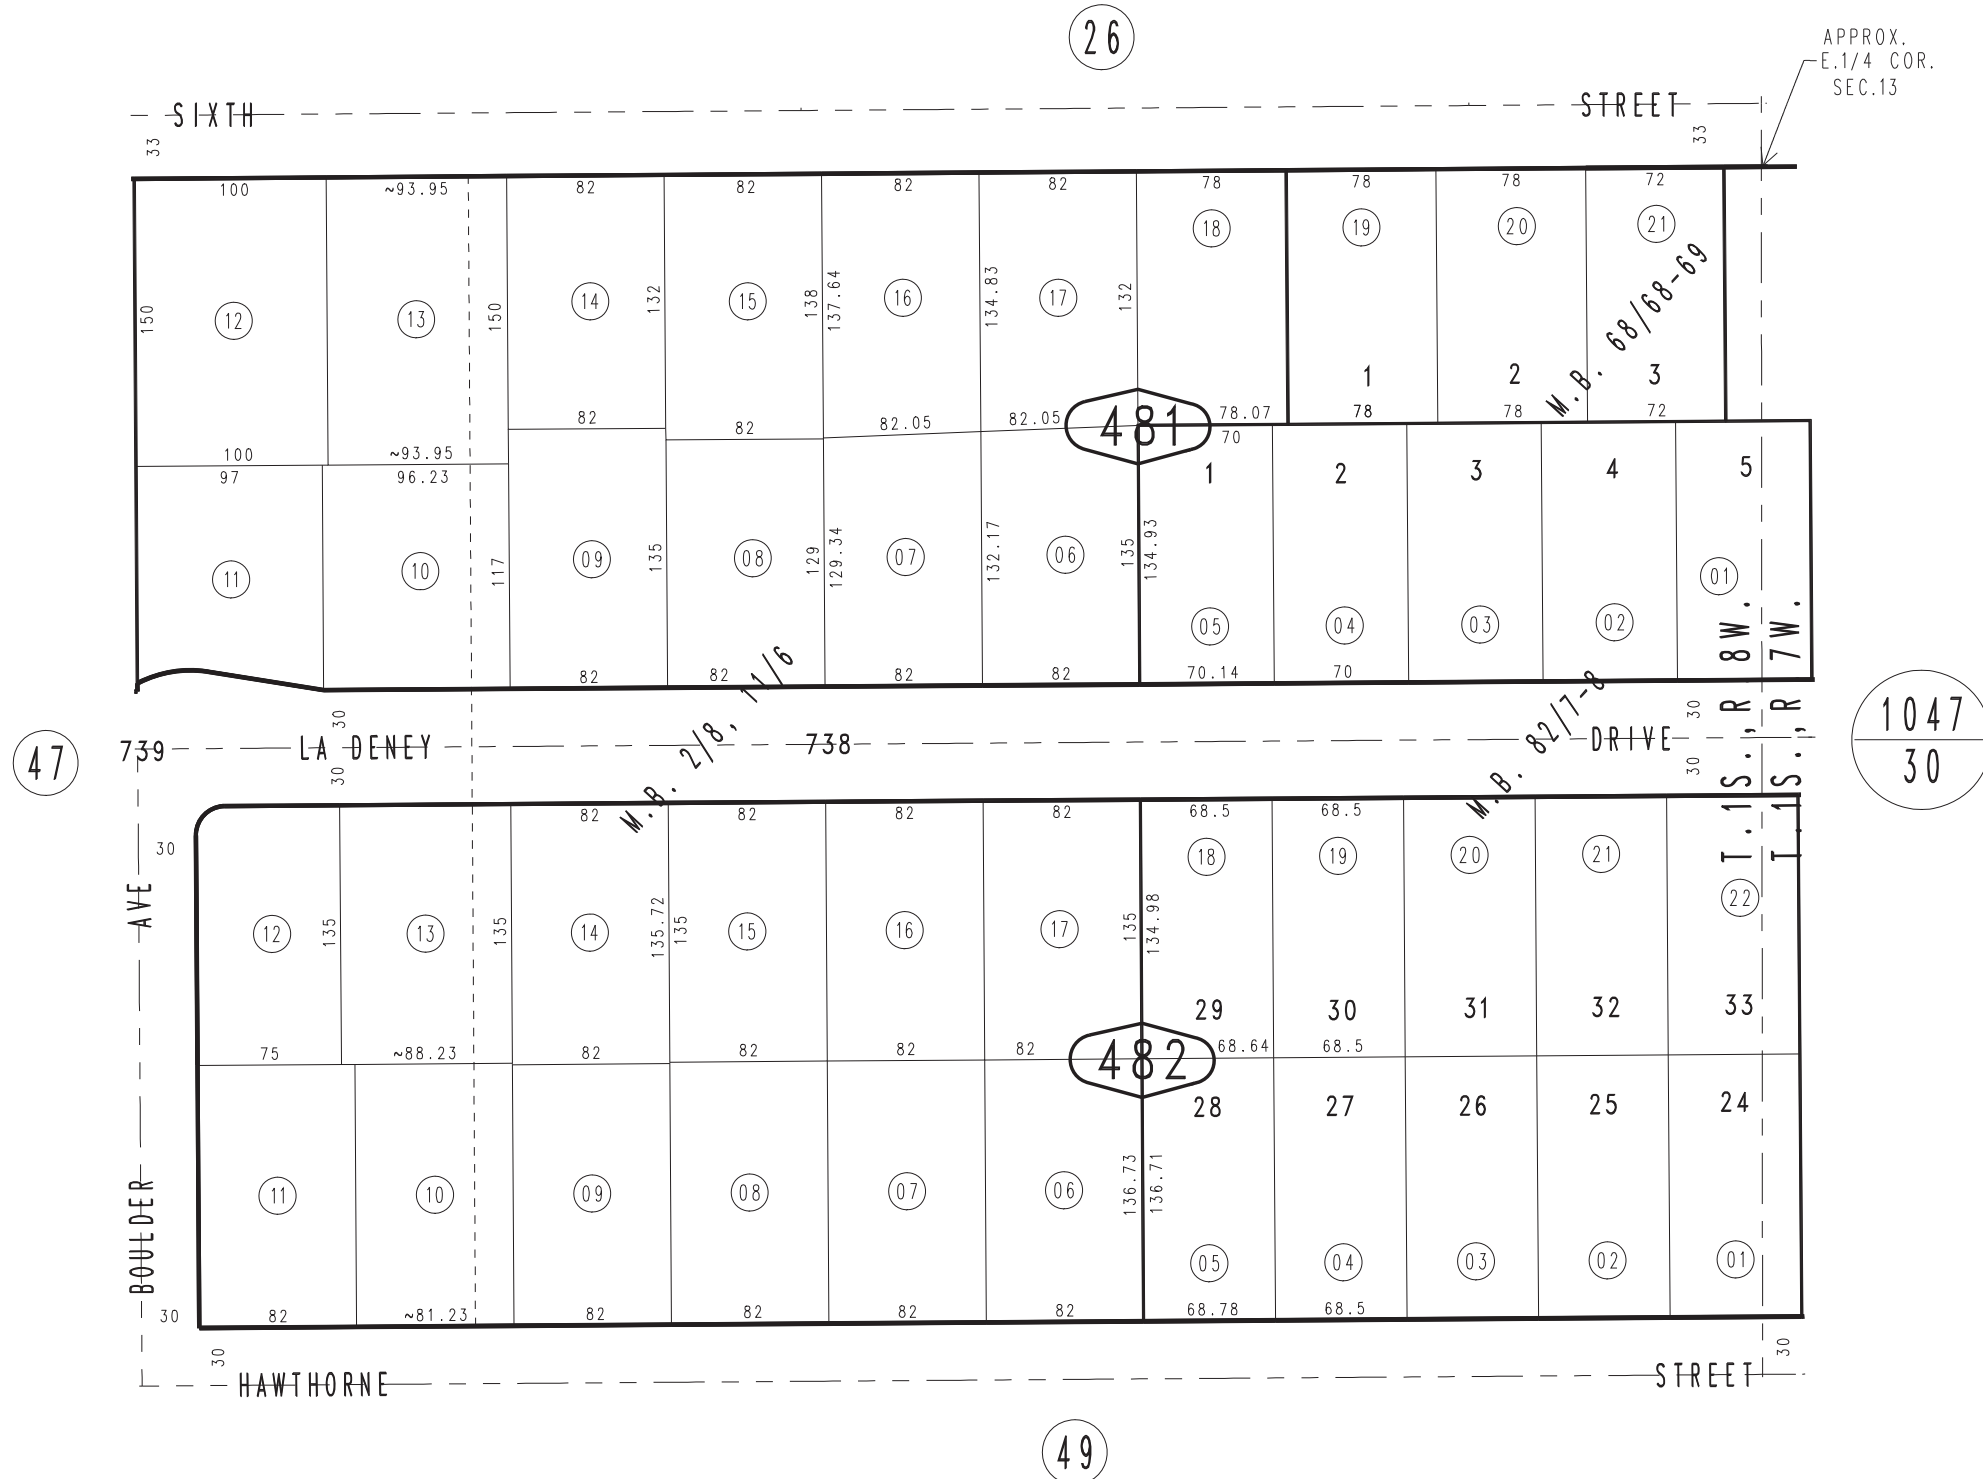 26
APPROX.
E.1/4 COR.
SEC.13
SIXTH STREET
33 33
100 ~93.95 82 82 82 82 78 78 78 72
18 19 20 21
150 12 13 150 14 132 15 138 137.64 16 134.83 17 132
M.B. 68/68-69
1 2 3
82 82 82.05 82.05 78.07 78 78 72
481
100 ~93.95 70
97 96.23
1 2 3 4 5
11 10 117 09 135 08 129 129.34 07 132.17 06 135 134.93
05 04 03 02 01
82 82 82 82 70.14 70
T.1S.,R 8W.
T.1S.,R 7W.
30 30
47 739 LA DENEY 738 DRIVE
1047
30
30 30
M.B. 2/8, 11/6
M.B. 82/7-8
82 82 82 82 68.5 68.5
30
18 19 20 21 22
AVE
12 135 13 135 14 135.72 135 15 16 17 135 134.98
29 30 31 32 33
75 ~88.23 82 82 82 82 68.64 68.5
482
28 27 26 25 24
BOULDER
11 10 09 08 07 06 136.73 136.71
05 04 03 02 01
30 82 ~81.23 82 82 82 82 68.78 68.5
30 30
HAWTHORNE STREET
49